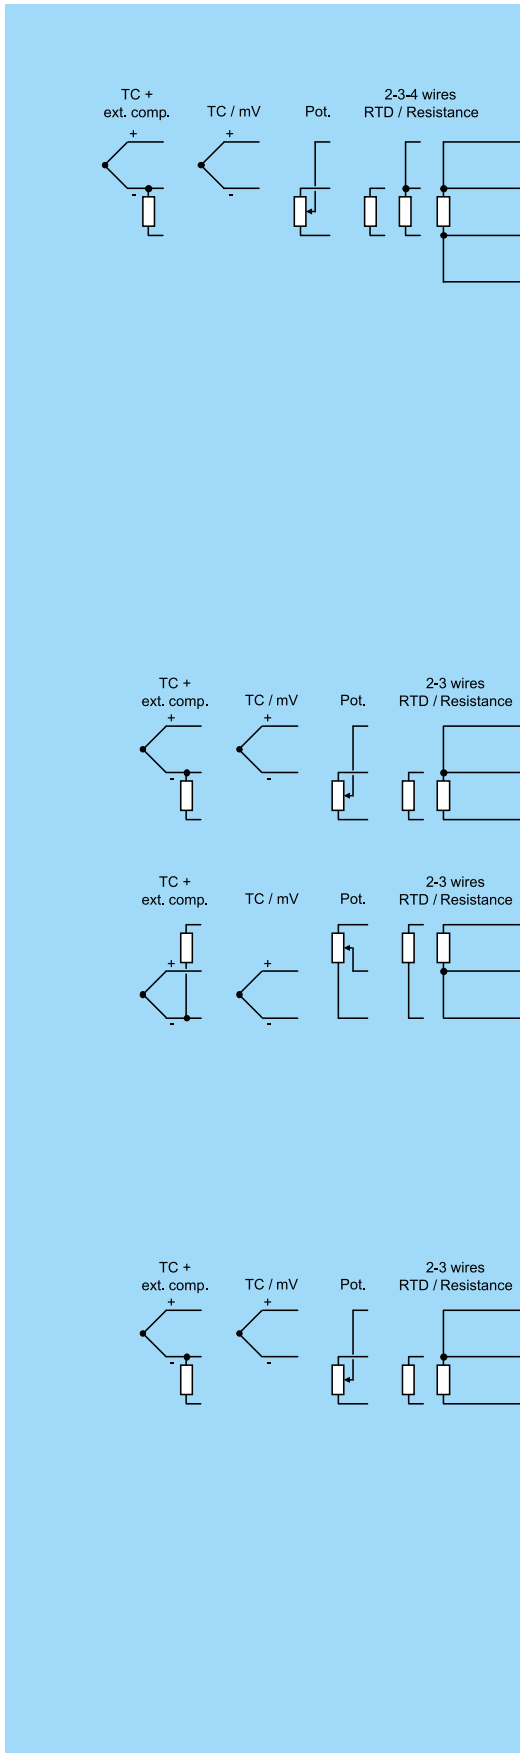 TC +
ext. comp.
TC / mV
Pot.
2-3-4 wires
RTD / Resistance
+
+
-
-
TC +
ext. comp.
TC / mV
Pot.
2-3 wires
RTD / Resistance
+
+
-
-
TC +
ext. comp.
TC / mV
Pot.
2-3 wires
RTD / Resistance
+
+
-
-
TC +
ext. comp.
TC / mV
Pot.
2-3 wires
RTD / Resistance
+
+
-
-